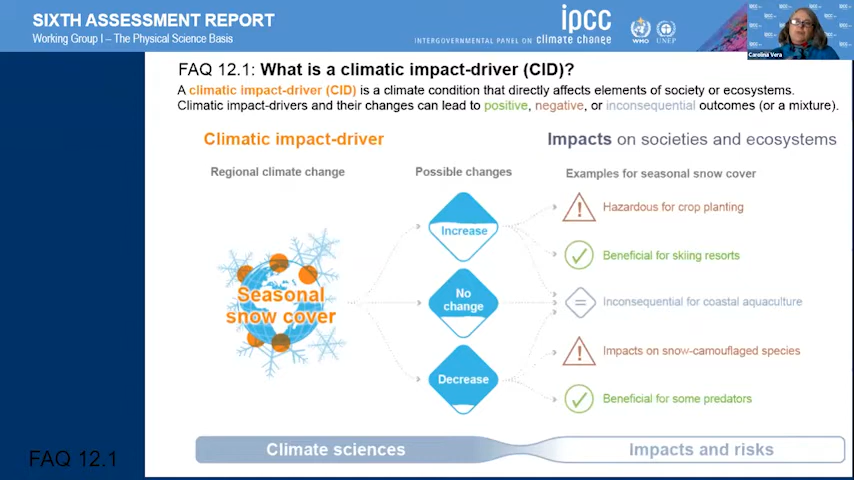 SIXTH ASSESSMENT REPORT
Working Group I – The Physical Science Basis
INTERGOVERNMENTAL PANEL ON climate change
ipcc
WHO
UNEP
Carolina Vera
FAQ 12.1: What is a climatic impact-driver (CID)?
A climatic impact-driver (CID) is a climate condition that directly affects elements of society or ecosystems.
Climatic impact-drivers and their changes can lead to positive, negative, or inconsequential outcomes (or a mixture).
Climatic impact-driver
Impacts on societies and ecosystems
Regional climate change
Possible changes
Examples for seasonal snow cover
Seasonal
snow cover
Increase
No
change
Decrease
Hazardous for crop planting
Beneficial for skiing resorts
Inconsequential for coastal aquaculture
Impacts on snow-camouflaged species
Beneficial for some predators
Climate sciences
Impacts and risks
FAQ 12.1